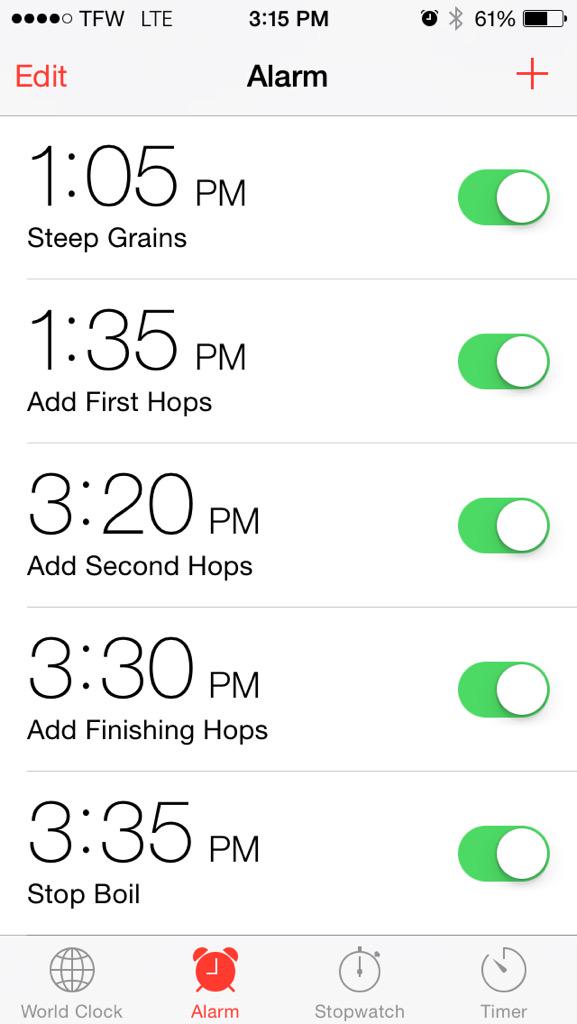 TFW LTE 3:15 PM 61%
Edit Alarm +
1:05 PM
Steep Grains
1:35 PM
Add First Hops
3:20 PM
Add Second Hops
3:30 PM
Add Finishing Hops
3:35 PM
Stop Boil
World Clock Alarm Stopwatch Timer